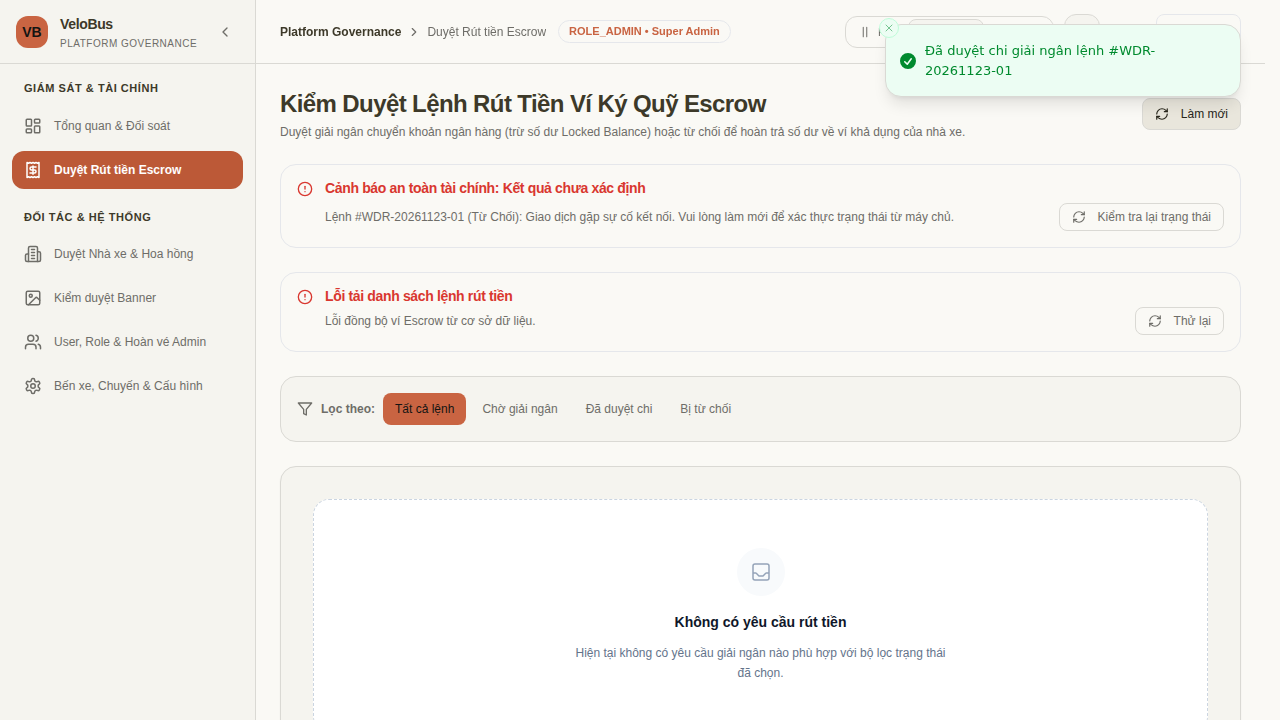 VB
VeloBus
PLATFORM GOVERNANCE
GIÁM SÁT & TÀI CHÍNH
Tổng quan & Đối soát
Duyệt Rút tiền Escrow
ĐỐI TÁC & HỆ THỐNG
Duyệt Nhà xe & Hoa hồng
Kiểm duyệt Banner
User, Role & Hoàn vé Admin
Bến xe, Chuyến & Cấu hình
Platform Governance
Duyệt Rút tiền Escrow
ROLE_ADMIN • Super Admin
Đã duyệt chi giải ngân lệnh #WDR-
20261123-01
Kiểm Duyệt Lệnh Rút Tiền Ví Ký Quỹ Escrow
Duyệt giải ngân chuyển khoản ngân hàng (trừ số dư Locked Balance) hoặc từ chối để hoàn trả số dư về ví khả dụng của nhà xe.
Làm mới
Cảnh báo an toàn tài chính: Kết quả chưa xác định
Lệnh #WDR-20261123-01 (Từ Chối): Giao dịch gặp sự cố kết nối. Vui lòng làm mới để xác thực trạng thái từ máy chủ.
Kiểm tra lại trạng thái
Lỗi tải danh sách lệnh rút tiền
Lỗi đồng bộ ví Escrow từ cơ sở dữ liệu.
Thử lại
Lọc theo:
Tất cả lệnh
Chờ giải ngân
Đã duyệt chi
Bị từ chối
Không có yêu cầu rút tiền
Hiện tại không có yêu cầu giải ngân nào phù hợp với bộ lọc trạng thái
đã chọn.